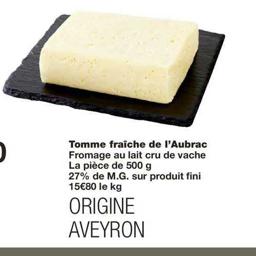 Tomme fraîche de l'Aubrac
Fromage au lait cru de vache
La pièce de 500 g
27% de M.G. sur produit fini
15€80 le kg
ORIGINE
AVEYRON